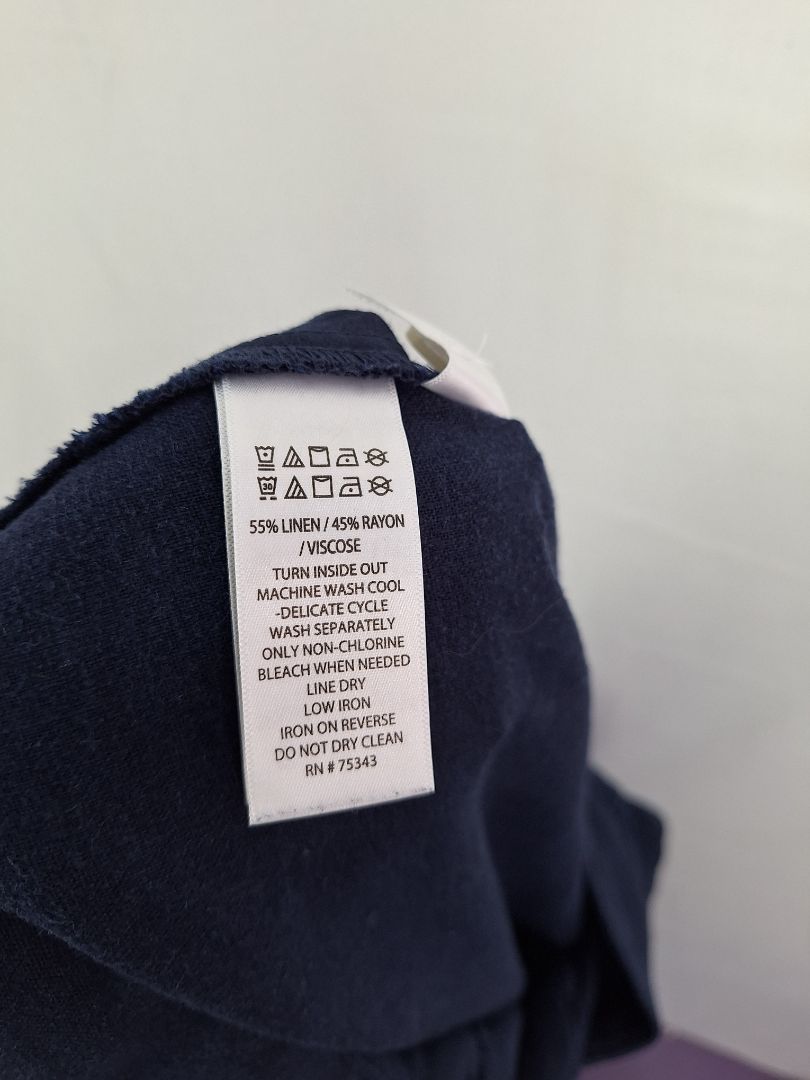 30
55% LINEN / 45% RAYON
/ VISCOSE
TURN INSIDE OUT
MACHINE WASH COOL
-DELICATE CYCLE
WASH SEPARATELY
ONLY NON-CHLORINE
BLEACH WHEN NEEDED
LINE DRY
LOW IRON
IRON ON REVERSE
DO NOT DRY CLEAN
RN # 75343